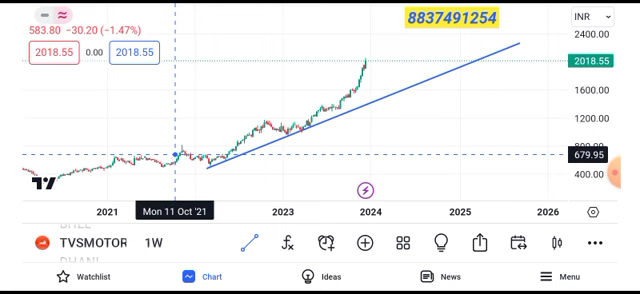 8837491254
INR
583.80 −30.20 (−1.47%)
2018.55 0.00 2018.55
2400.00
2018.55
1600.00
1200.00
800.00
679.95
400.00
2021 Mon 11 Oct '21 2023 2024 2025 2026
TVSMOTOR 1W
Watchlist Chart Ideas News Menu